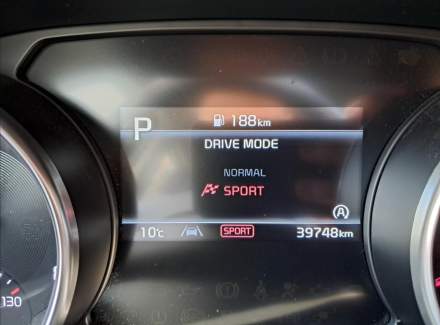 188km
P
DRIVE MODE
NORMAL
SPORT
10°C SPORT 39748km
130